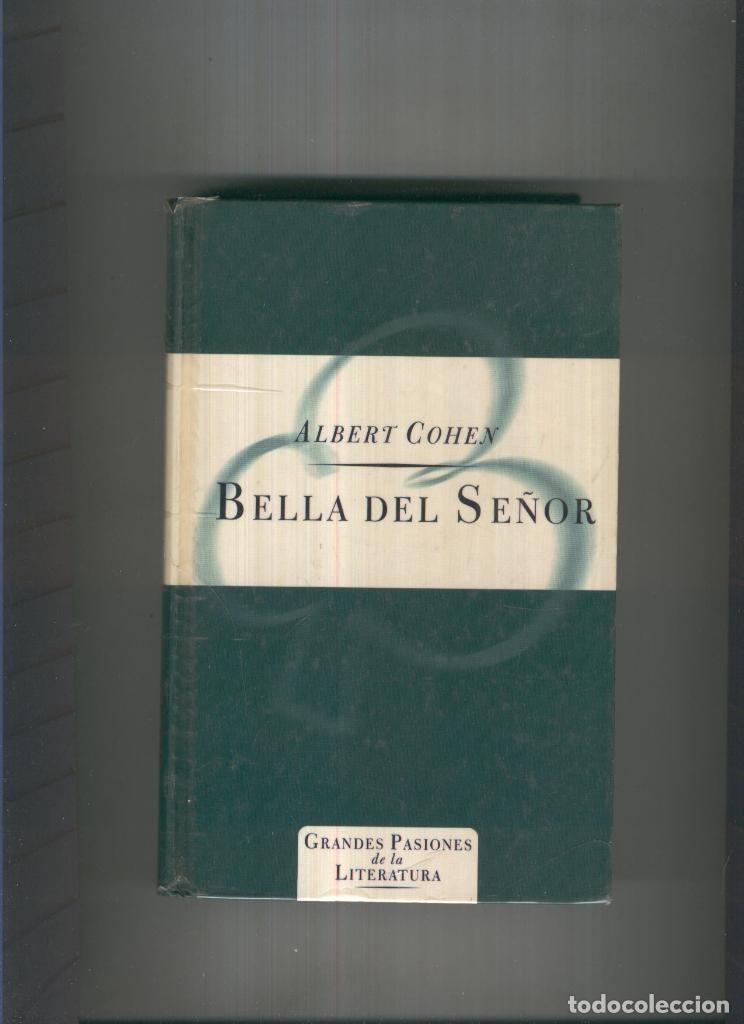 ALBERT COHEN
BELLA DEL SEÑOR
GRANDES PASIONES
de la
LITERATURA
todocoleccion